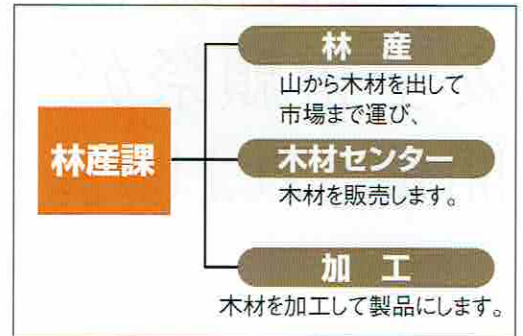 林産課
林 産
山から木材を出して
市場まで運び、
木材センター
木材を販売します。
加 工
木材を加工して製品にします。